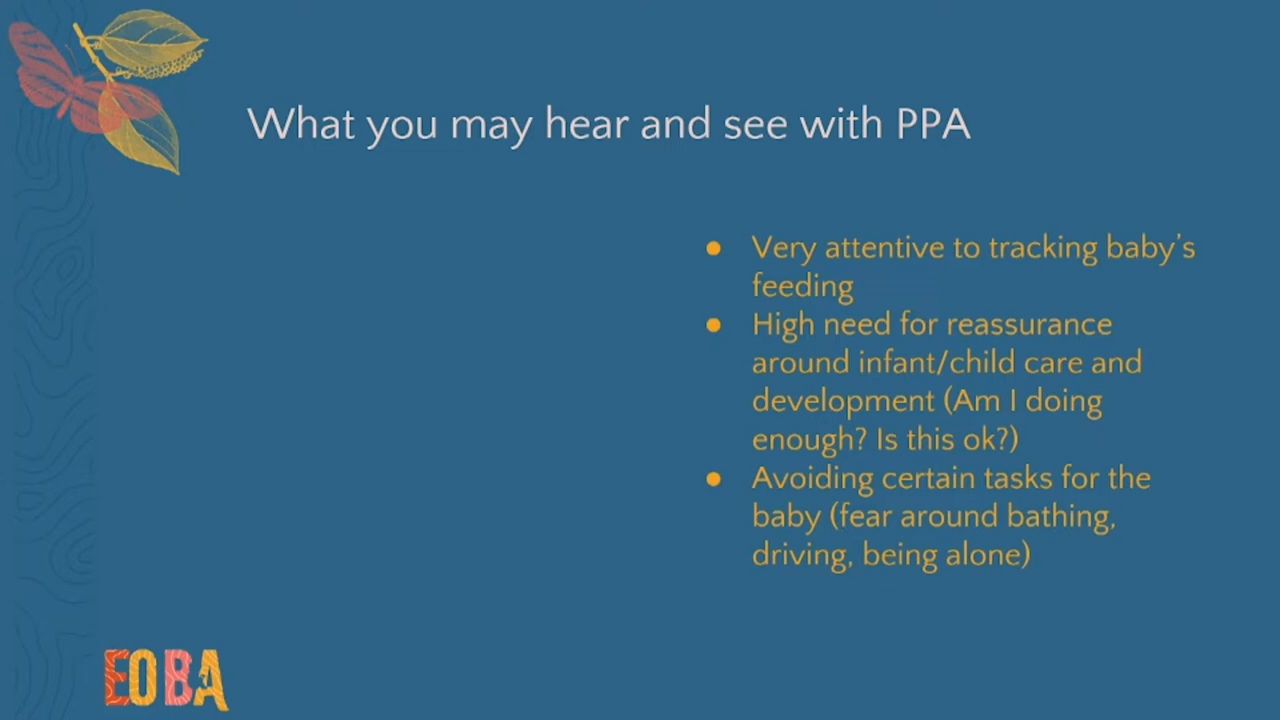 What you may hear and see with PPA
● Very attentive to tracking baby’s
feeding
● High need for reassurance
around infant/child care and
development (Am I doing
enough? Is this ok?)
● Avoiding certain tasks for the
baby (fear around bathing,
driving, being alone)
EOBA